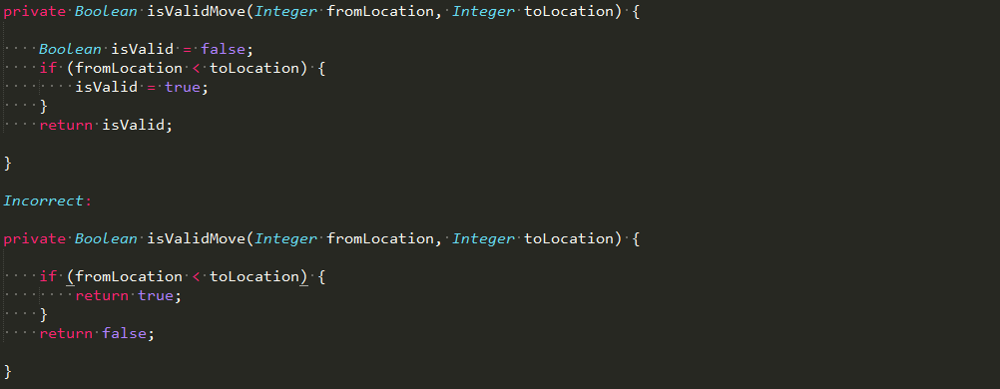 private Boolean isValidMove(Integer fromLocation, Integer toLocation) {
    Boolean isValid = false;
    if (fromLocation < toLocation) {
        isValid = true;
    }
    return isValid;
}
Incorrect:
private Boolean isValidMove(Integer fromLocation, Integer toLocation) {
    if (fromLocation < toLocation) {
        return true;
    }
    return false;
}